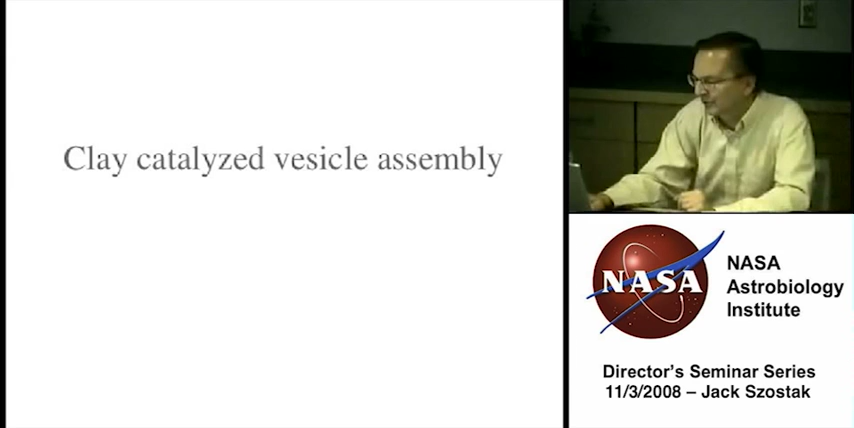 Clay catalyzed vesicle assembly
NASA
NASA
Astrobiology
Institute
Director's Seminar Series
11/3/2008 – Jack Szostak